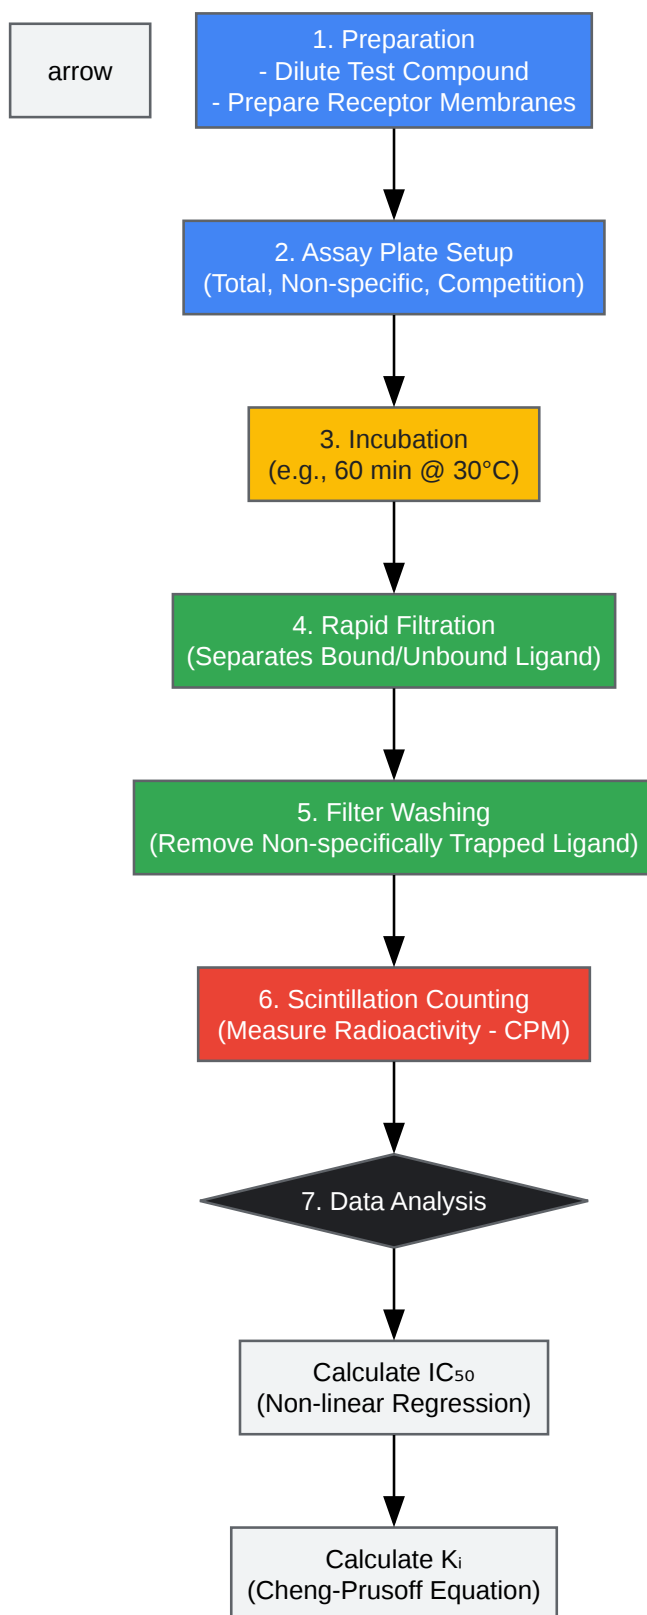 arrow
1. Preparation
- Dilute Test Compound
- Prepare Receptor Membranes
2. Assay Plate Setup
(Total, Non-specific, Competition)
3. Incubation
(e.g., 60 min @ 30°C)
4. Rapid Filtration
(Separates Bound/Unbound Ligand)
5. Filter Washing
(Remove Non-specifically Trapped Ligand)
6. Scintillation Counting
(Measure Radioactivity - CPM)
7. Data Analysis
Calculate IC₅₀
(Non-linear Regression)
Calculate Kᵢ
(Cheng-Prusoff Equation)